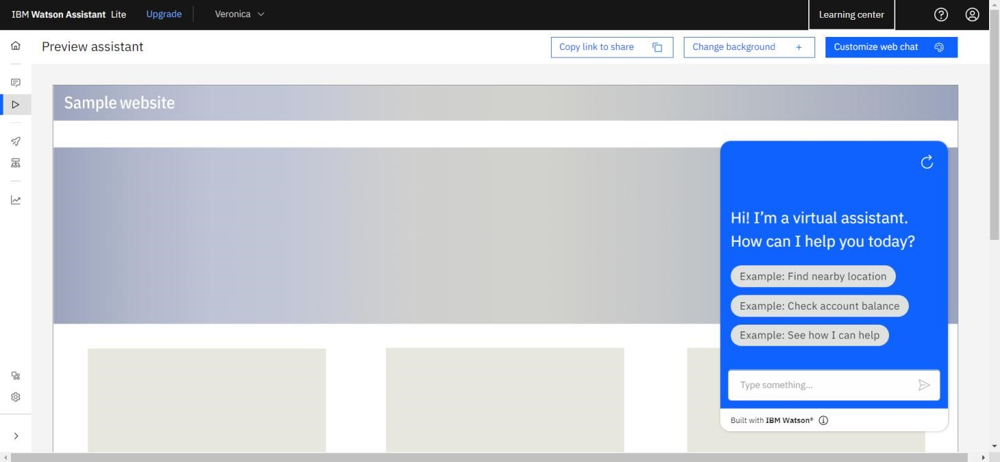 IBM Watson Assistant Lite
Upgrade
Veronica
Learning center
Preview assistant
Copy link to share
Change background +
Customize web chat
Sample website
Hi! I’m a virtual assistant.
How can I help you today?
Example: Find nearby location
Example: Check account balance
Example: See how I can help
Type something...
Built with IBM Watson®